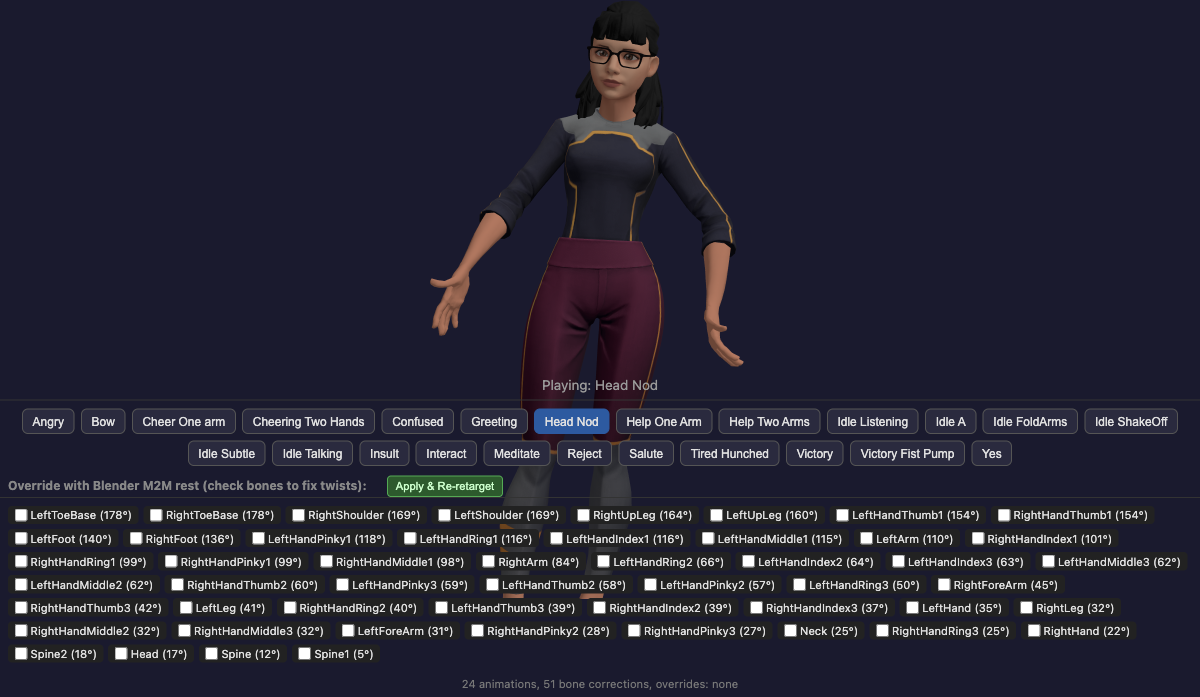 Playing: Head Nod
Angry Bow Cheer One arm Cheering Two Hands Confused Greeting Head Nod Help One Arm Help Two Arms Idle Listening Idle A Idle FoldArms Idle ShakeOff
Idle Subtle Idle Talking Insult Interact Meditate Reject Salute Tired Hunched Victory Victory Fist Pump Yes
Override with Blender M2M rest (check bones to fix twists): Apply & Re-retarget
LeftToeBase (178°) RightToeBase (178°) RightShoulder (169°) LeftShoulder (169°) RightUpLeg (164°) LeftUpLeg (160°) LeftHandThumb1 (154°) RightHandThumb1 (154°)
LeftFoot (140°) RightFoot (136°) LeftHandPinky1 (118°) LeftHandRing1 (116°) LeftHandIndex1 (116°) LeftHandMiddle1 (115°) LeftArm (110°) RightHandIndex1 (101°)
RightHandRing1 (99°) RightHandPinky1 (99°) RightHandMiddle1 (98°) RightArm (84°) LeftHandRing2 (66°) LeftHandIndex2 (64°) LeftHandIndex3 (63°) LeftHandMiddle3 (62°)
LeftHandMiddle2 (62°) RightHandThumb2 (60°) LeftHandPinky3 (59°) LeftHandThumb2 (58°) LeftHandPinky2 (57°) LeftHandRing3 (50°) RightForeArm (45°)
RightHandThumb3 (42°) LeftLeg (41°) RightHandRing2 (40°) LeftHandThumb3 (39°) RightHandIndex2 (39°) RightHandIndex3 (37°) LeftHand (35°) RightLeg (32°)
RightHandMiddle2 (32°) RightHandMiddle3 (32°) LeftForeArm (31°) RightHandPinky2 (28°) RightHandPinky3 (27°) Neck (25°) RightHandRing3 (25°) RightHand (22°)
Spine2 (18°) Head (17°) Spine (12°) Spine1 (5°)
24 animations, 51 bone corrections, overrides: none